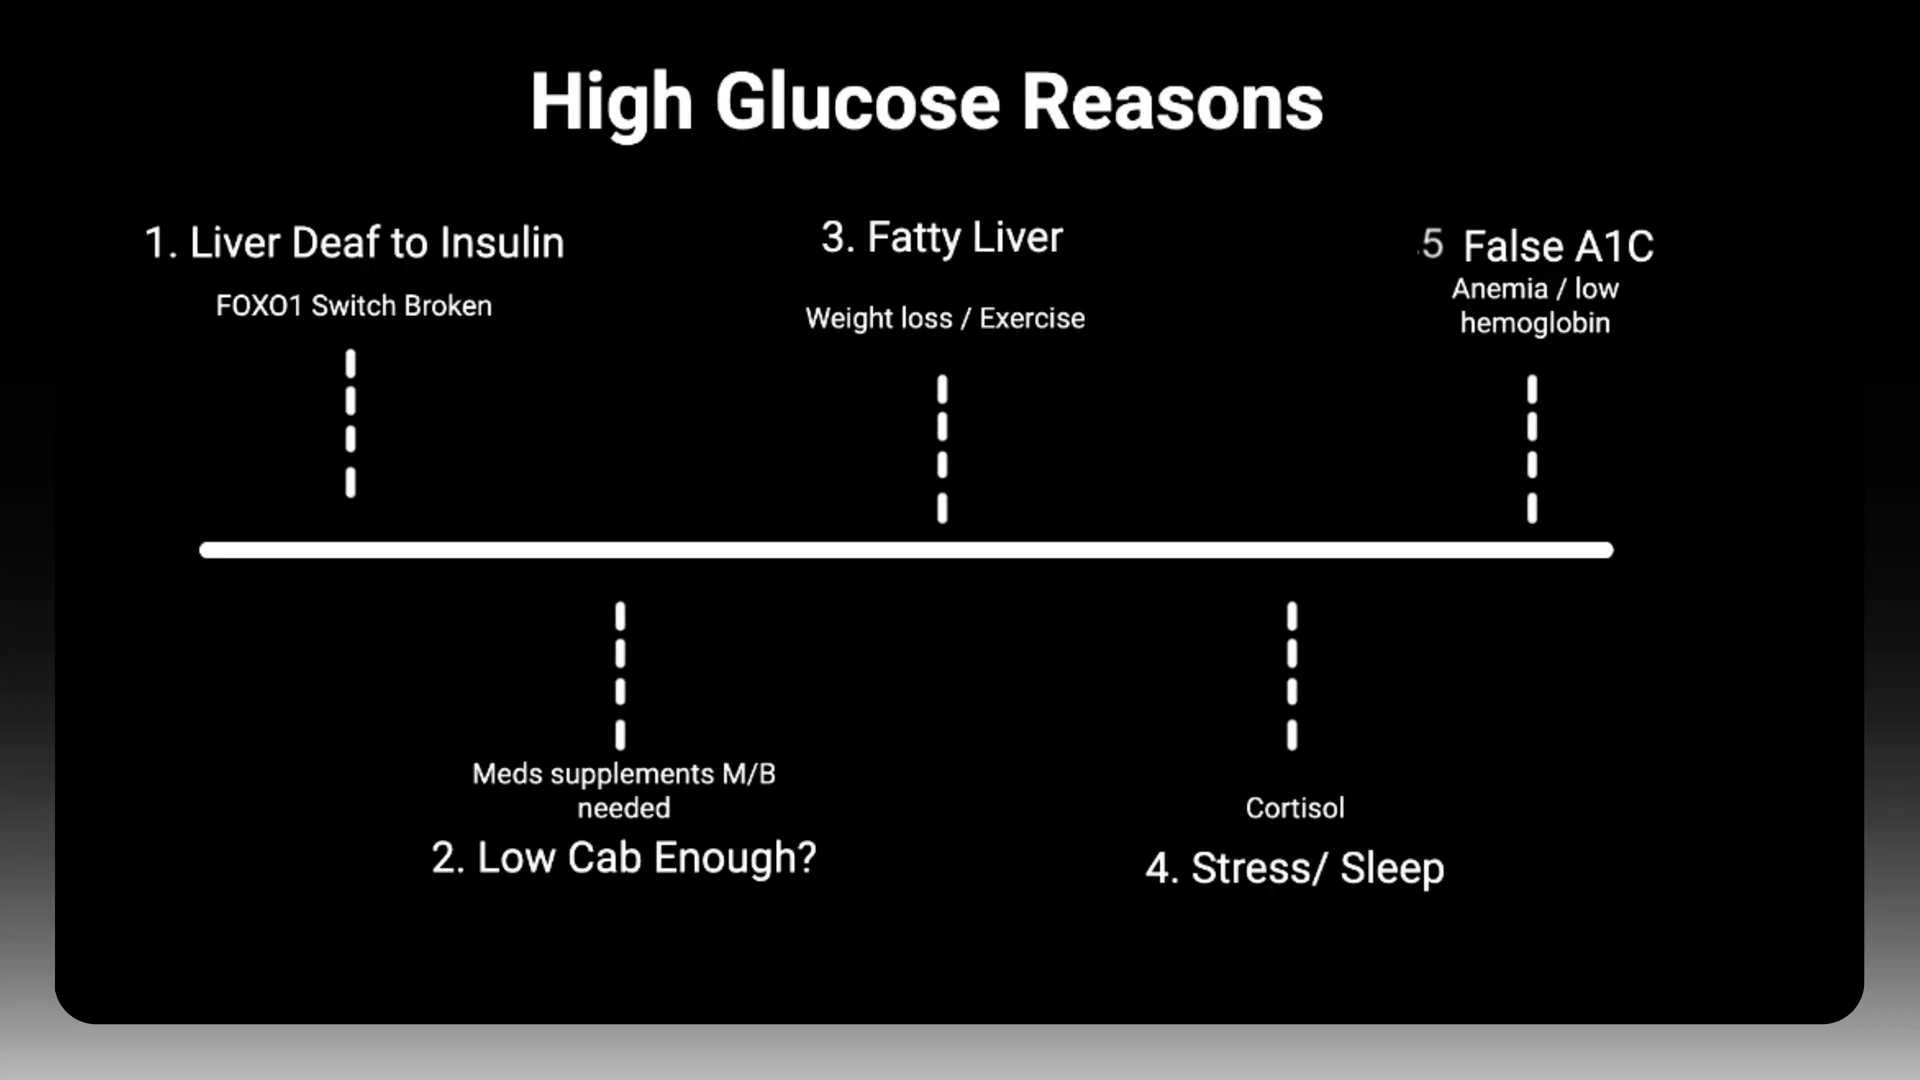 High Glucose Reasons
1. Liver Deaf to Insulin
FOXO1 Switch Broken
3. Fatty Liver
Weight loss / Exercise
.5 False A1C
Anemia / low
hemoglobin
Meds supplements M/B
needed
2. Low Cab Enough?
Cortisol
4. Stress/ Sleep